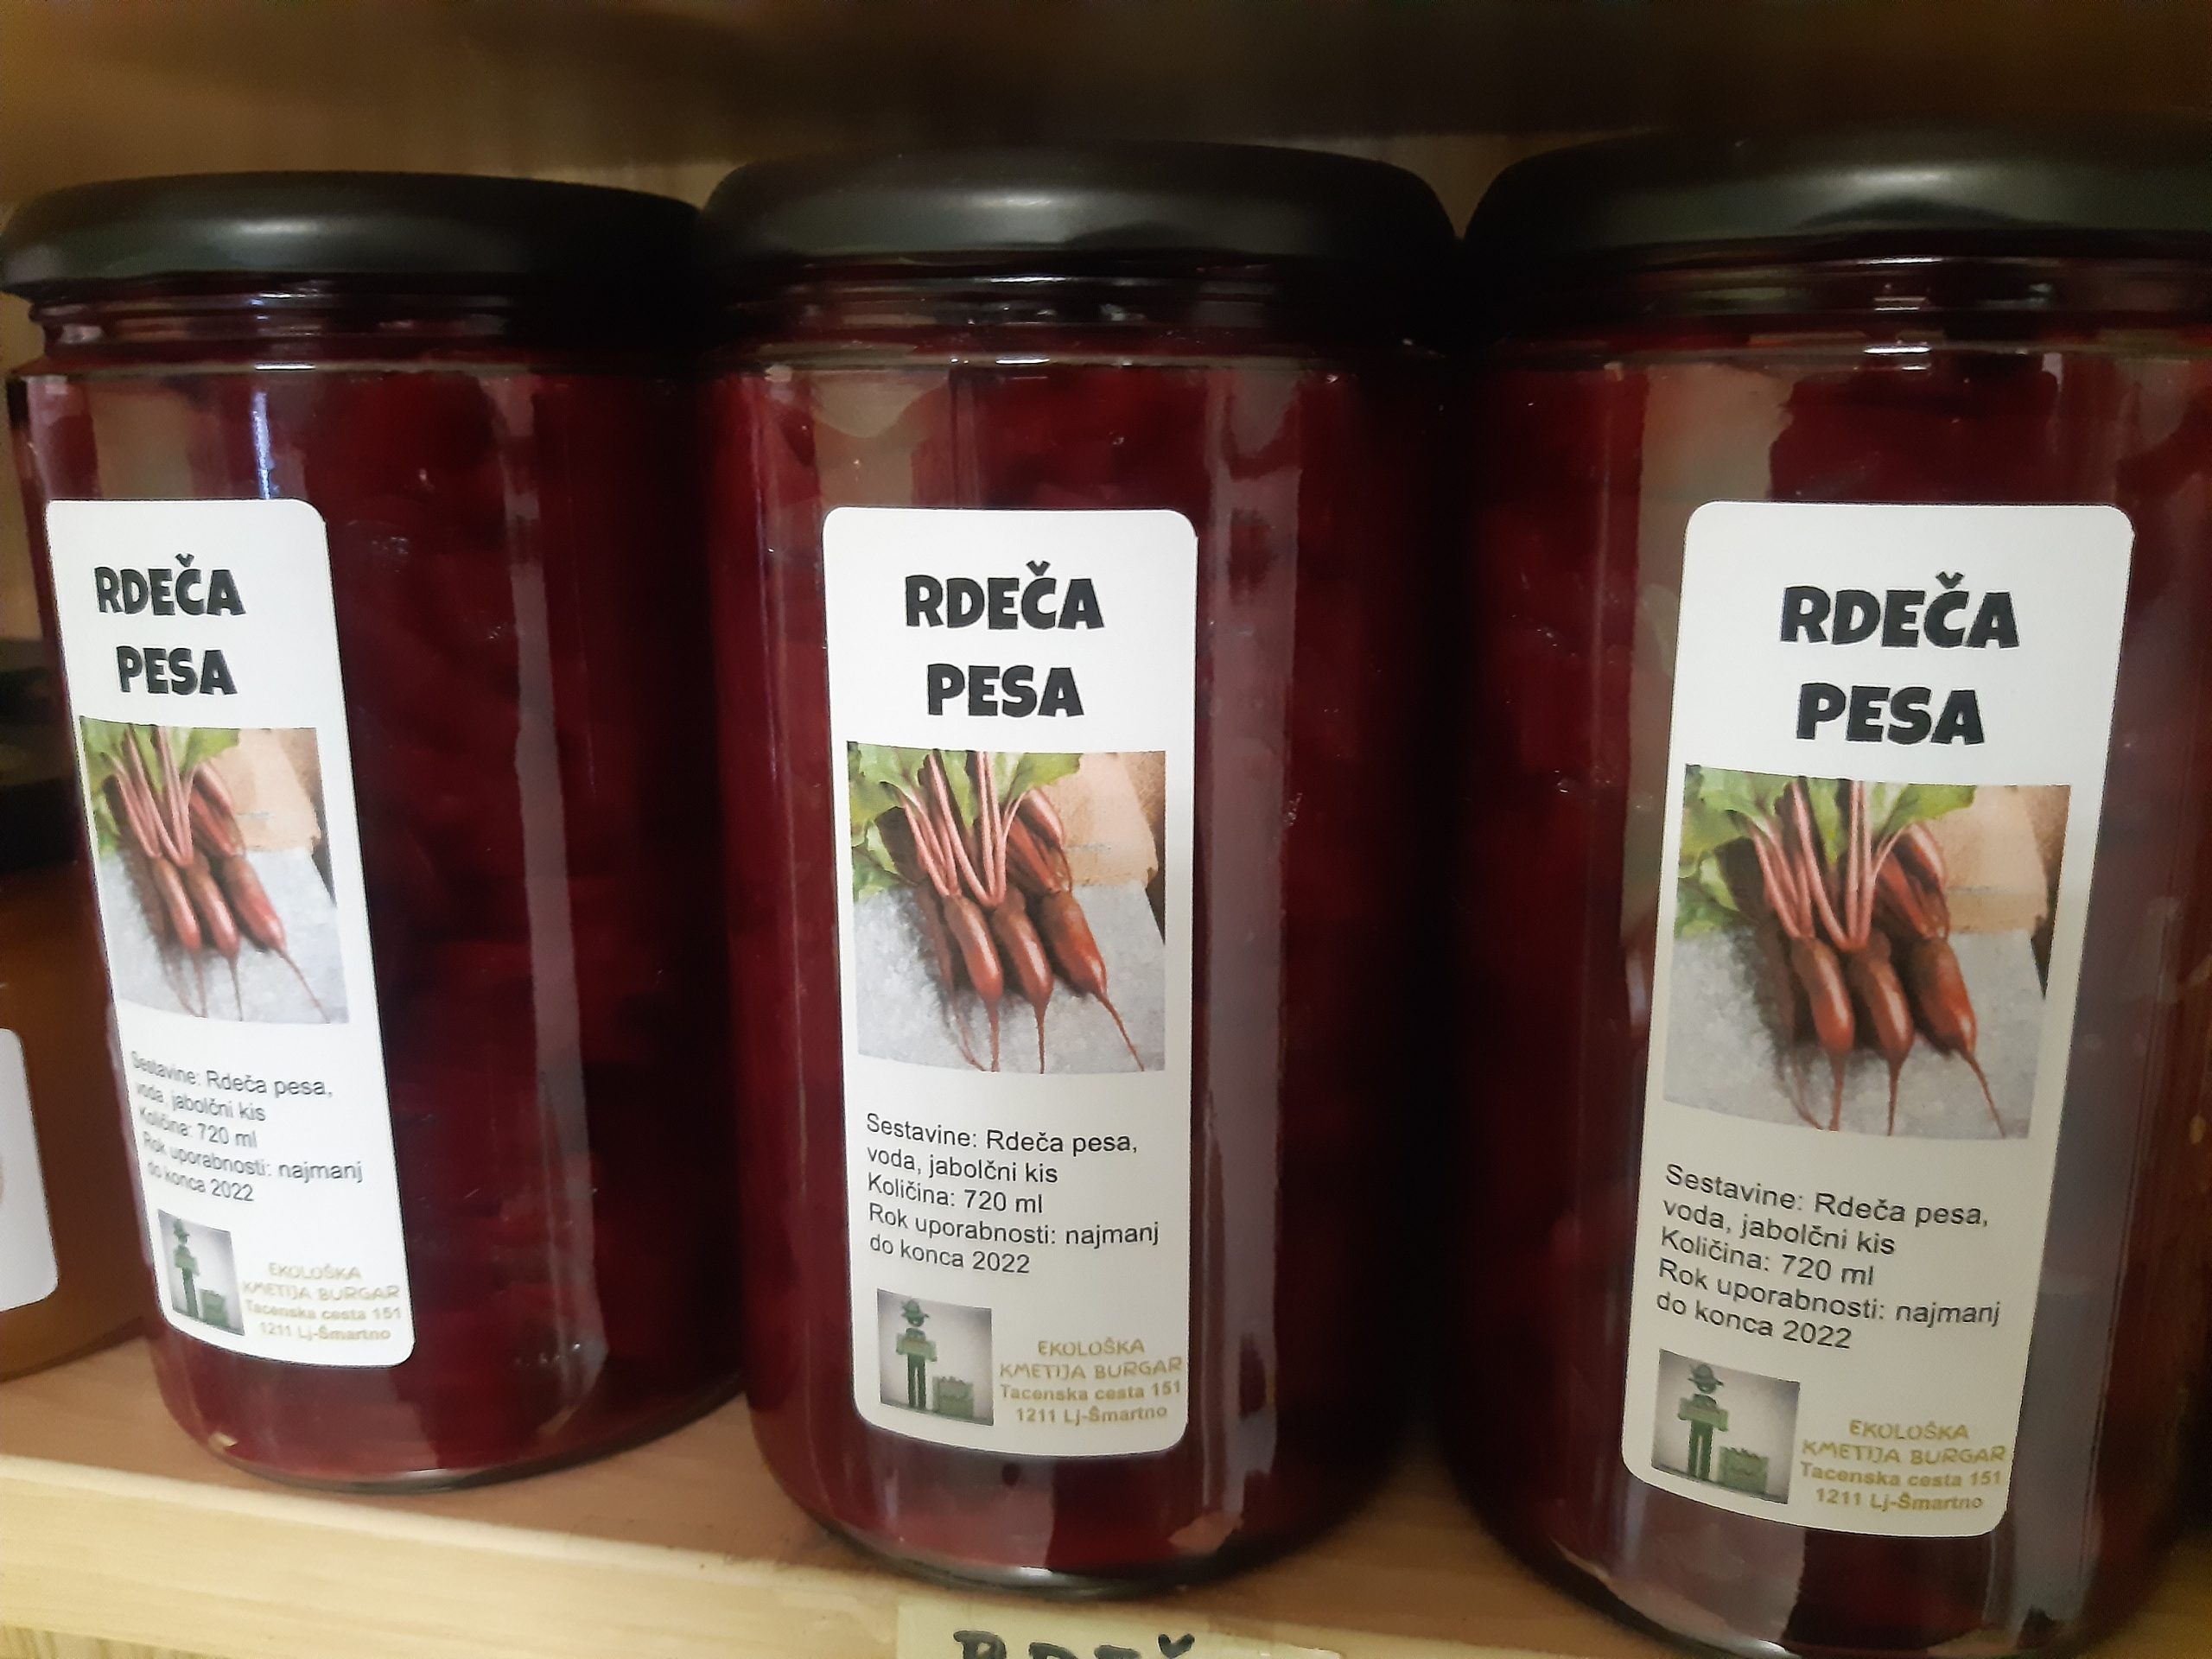 RDEČA
PESA
Sestavine: Rdeča pesa,
voda, jabolčni kis
Količina: 720 ml
Rok uporabnosti: najmanj
do konca 2022
EKOLOŠKA
KMETIJA BURGAR
Tacenska cesta 151
1211 Lj-Šmartno
RDEČA
PESA
Sestavine: Rdeča pesa,
voda, jabolčni kis
Količina: 720 ml
Rok uporabnosti: najmanj
do konca 2022
EKOLOŠKA
KMETIJA BURGAR
Tacenska cesta 151
1211 Lj-Šmartno
RDEČA
PESA
Sestavine: Rdeča pesa,
voda, jabolčni kis
Količina: 720 ml
Rok uporabnosti: najmanj
do konca 2022
EKOLOŠKA
KMETIJA BURGAR
Tacenska cesta 151
1211 Lj-Šmartno